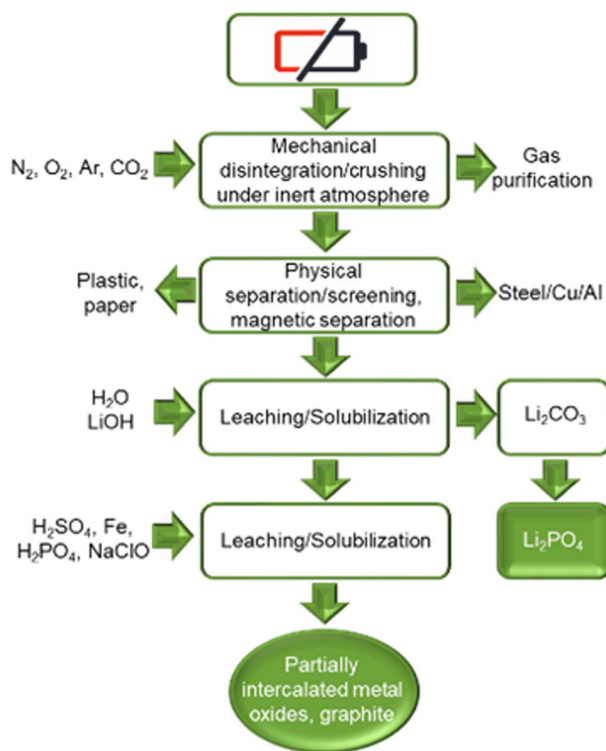 Mechanical
disintegration/crushing
under inert atmosphere
N₂, O₂, Ar, CO₂
Gas
purification
Physical
separation/screening,
magnetic separation
Plastic,
paper
Steel/Cu/Al
H₂O
LiOH
Leaching/Solubilization
Li₂CO₃
H₂SO₄, Fe,
H₂PO₄, NaClO
Leaching/Solubilization
Li₂PO₄
Partially
intercalated metal
oxides, graphite